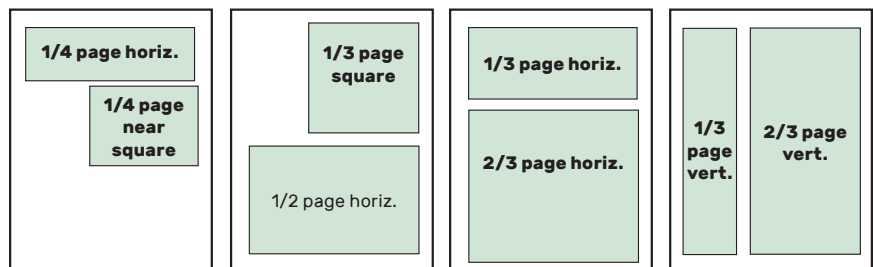 1/4 page horiz.
1/4 page
near
square
1/3 page
square
1/2 page horiz.
1/3 page horiz.
2/3 page horiz.
1/3
page
vert.
2/3 page
vert.